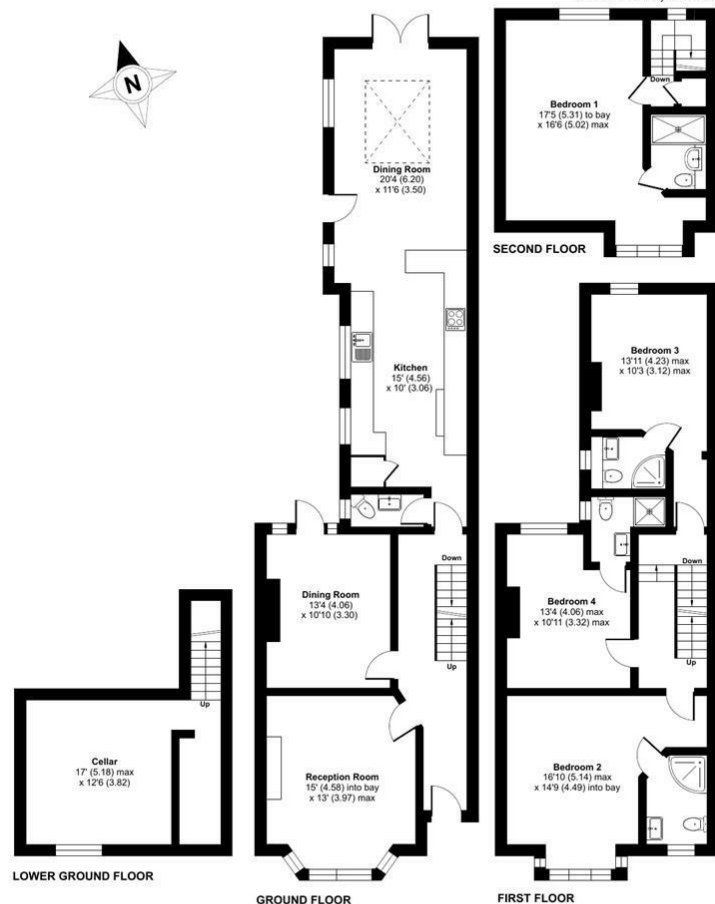 N
Dining Room
20'4 (6.20)
x 11'6 (3.50)
Kitchen
15' (4.56)
x 10' (3.06)
Dining Room
13'4 (4.06)
x 10'10 (3.30)
Down
Up
Reception Room
15' (4.58) into bay
x 13' (3.97) max
GROUND FLOOR
Cellar
17' (5.18) max
x 12'6 (3.82)
Up
LOWER GROUND FLOOR
Bedroom 1
17'5 (5.31) to bay
x 16'6 (5.02) max
Down
SECOND FLOOR
Bedroom 3
13'11 (4.23) max
x 10'3 (3.12) max
Bedroom 4
13'4 (4.06) max
x 10'11 (3.32) max
Down
Up
Bedroom 2
16'10 (5.14) max
x 14'9 (4.49) into bay
FIRST FLOOR